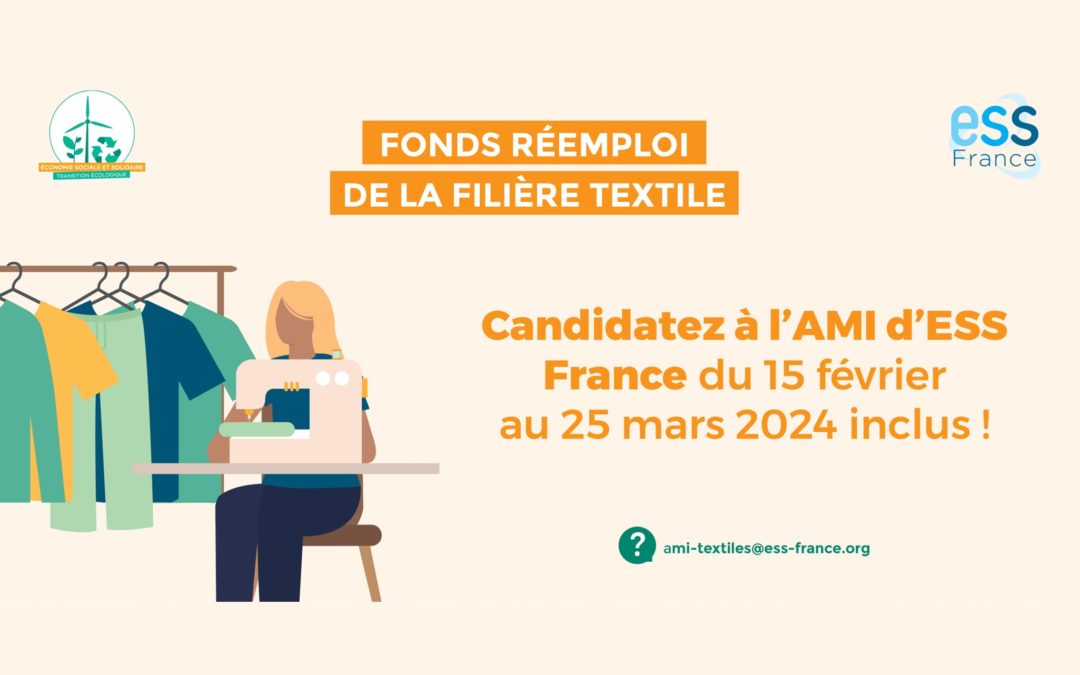 ÉCONOMIE SOCIALE ET SOLIDAIRE
TRANSITION ÉCOLOGIQUE
ess
France
FONDS RÉEMPLOI
DE LA FILIÈRE TEXTILE
Candidatez à l’AMI d’ESS
France du 15 février
au 25 mars 2024 inclus !
?
ami-textiles@ess-france.org